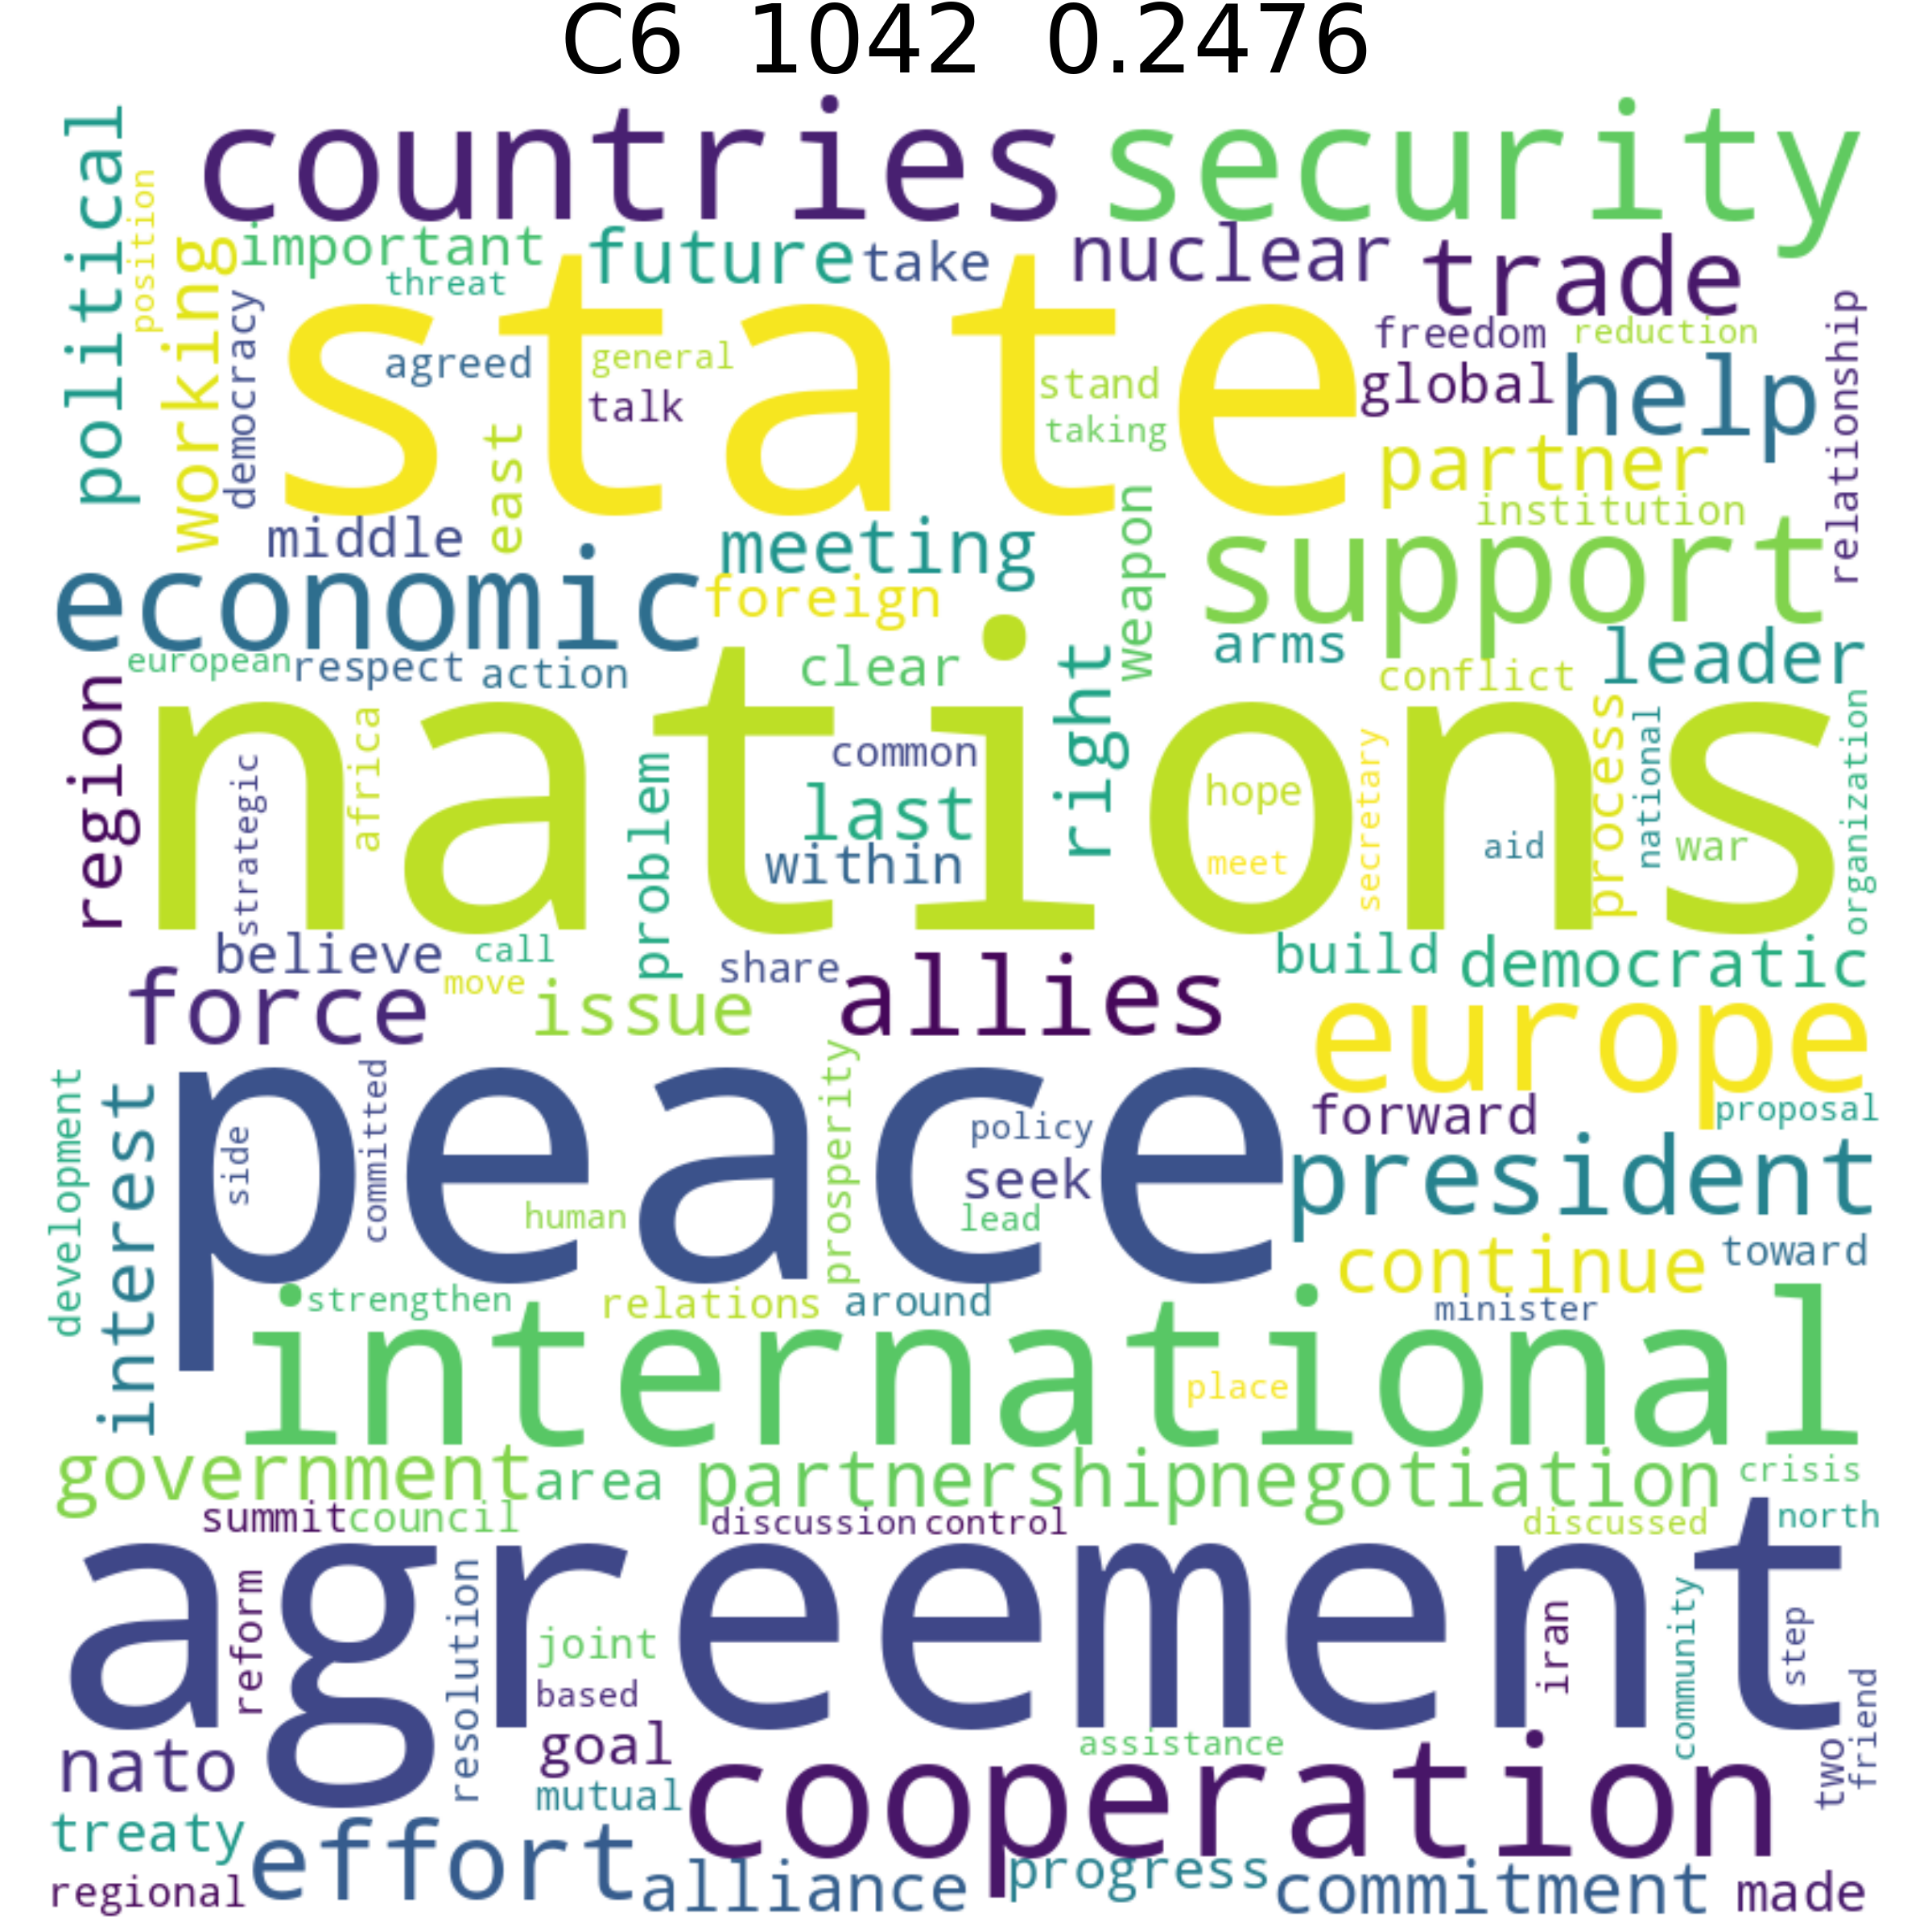 C6 1042 0.2476
countries security
political
position
working
important
threat
future
take
nuclear
trade
democracy
state
agreed
general
talk
stand
taking
freedom
reduction
global
help
relationship
east
partner
institution
middle
meeting
weapon
support
economic
foreign
arms
leader
european
respect
action
clear
right
conflict
region
nations
strategic
africa
problem
common
last
within
hope
meet
secretary
aid
process
national
war
organization
believe
call
move
share
build
democratic
force
issue
allies
europe
development
interest
peace
committed
side
human
prosperity
policy
seek
lead
forward
proposal
president
continue
toward
strengthen
relations
around
minister
international
place
government
area
partnership
negotiation
crisis
summit
council
discussion
control
discussed
north
agreement
reform
resolution
joint
based
iran
community
step
friend
two
nato
goal
mutual
assistance
cooperation
treaty
effort
regional
alliance
progress
commitment
made